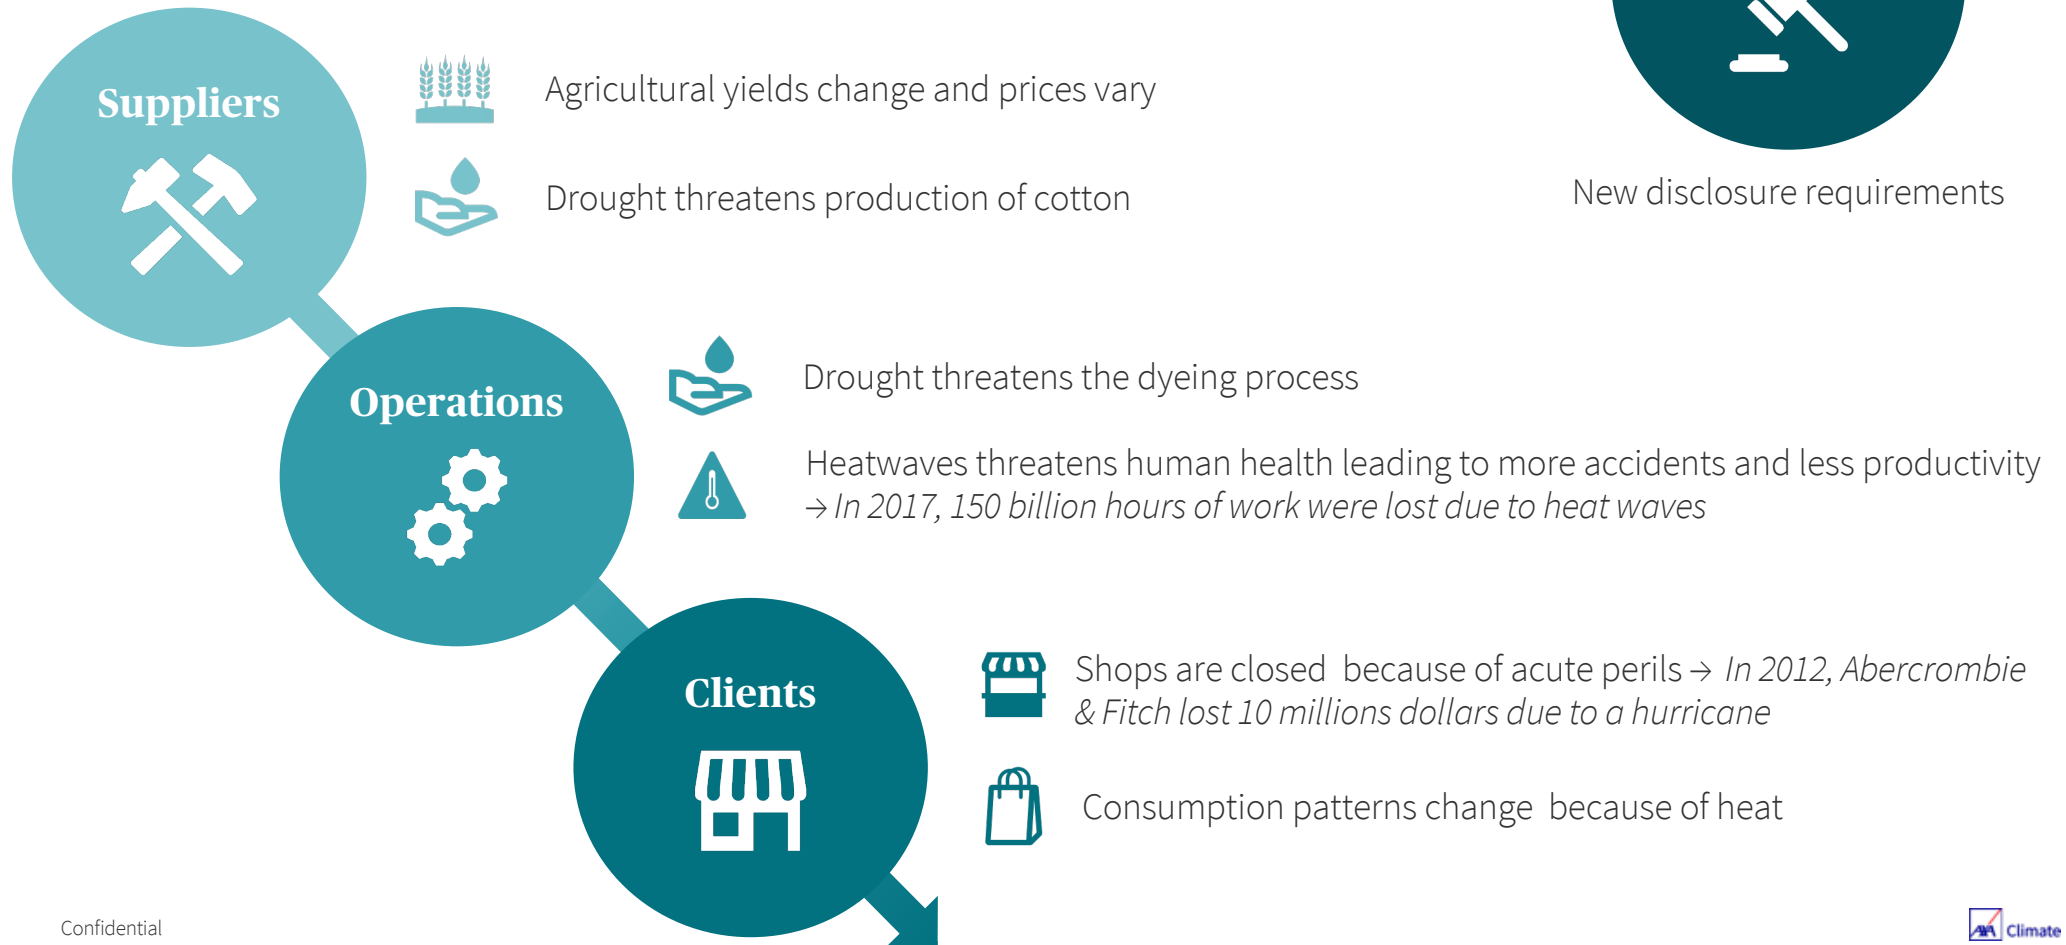 Suppliers
Agricultural yields change and prices vary
Drought threatens production of cotton
New disclosure requirements
Operations
Drought threatens the dyeing process
Heatwaves threatens human health leading to more accidents and less productivity
→ In 2017, 150 billion hours of work were lost due to heat waves
Clients
Shops are closed because of acute perils → In 2012, Abercrombie
& Fitch lost 10 millions dollars due to a hurricane
Consumption patterns change because of heat
Confidential
AXA Climate